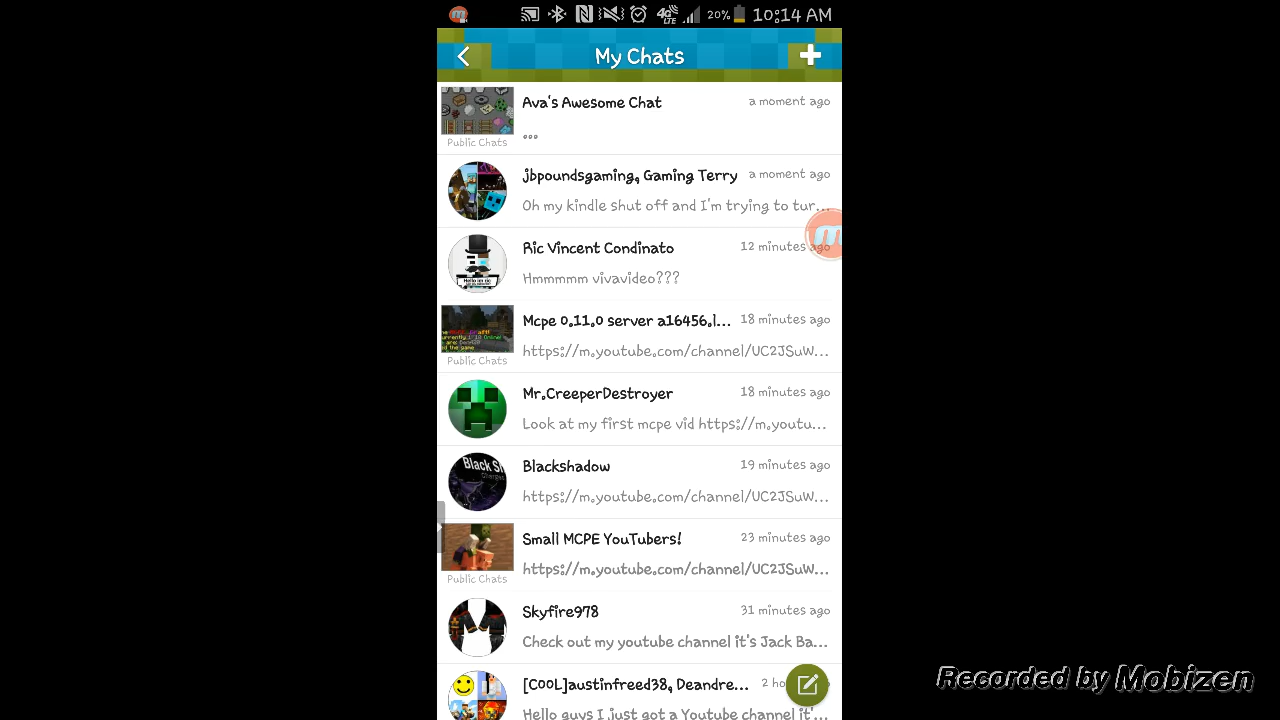 4G LTE 20% 10:14 AM
My Chats
Ava's Awesome Chat a moment ago
...
Public Chats
jbpoundsgaming, Gaming Terry a moment ago
Oh my kindle shut off and I'm trying to tur...
Ric Vincent Condinato 12 minutes ago
Hmmmmm vivavideo???
Mcpe 0.11.0 server a16456.l... 18 minutes ago
https://m.youtube.com/channel/UC2JSuW...
Public Chats
Mr.CreeperDestroyer 18 minutes ago
Look at my first mcpe vid https://m.youtu...
Blackshadow 19 minutes ago
https://m.youtube.com/channel/UC2JSuW...
Small MCPE YouTubers! 23 minutes ago
https://m.youtube.com/channel/UC2JSuW...
Public Chats
Skyfire978 31 minutes ago
Check out my youtube channel it's Jack Ba...
[C00L]austinfreed38, Deandre... 2 ho
Hello guys I just got a Youtube channel it'...
Recorded by Mobizen